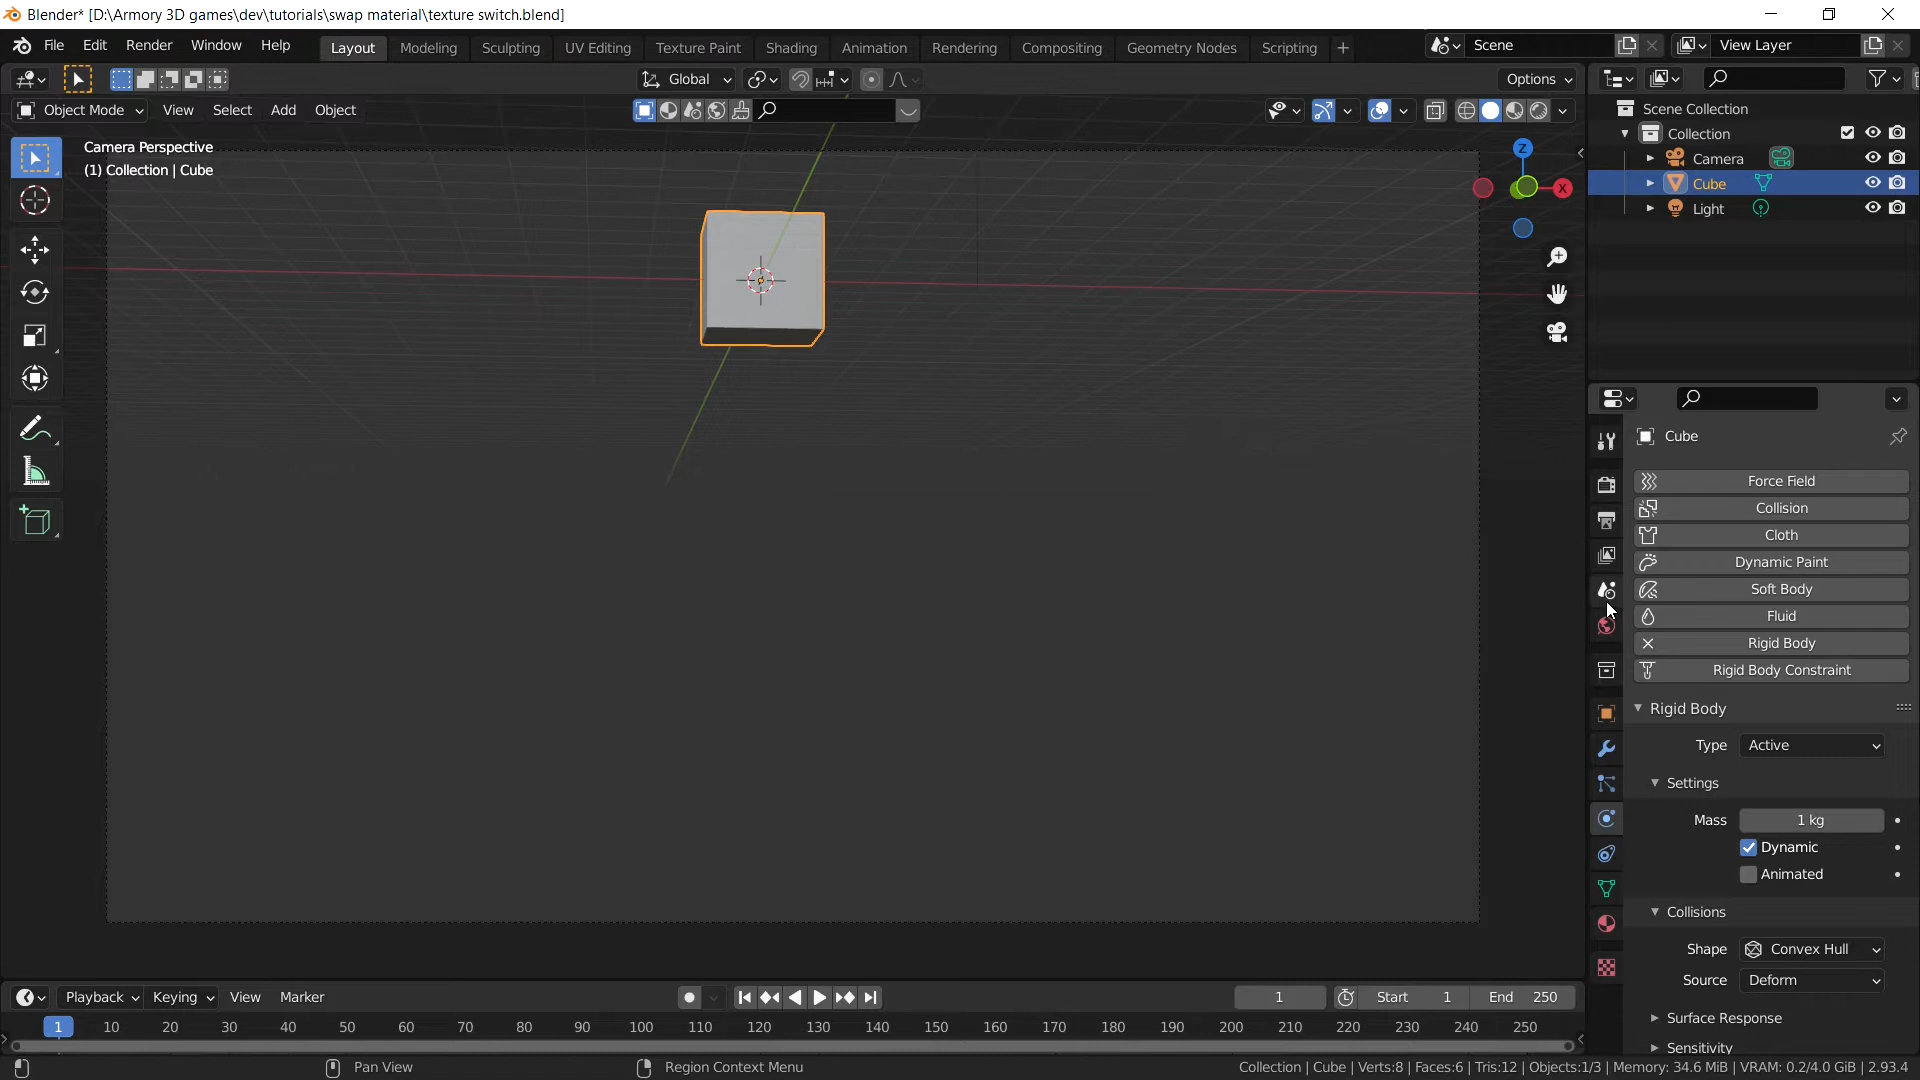 Blender* [D:\Armory 3D games\dev\tutorials\swap material\texture switch.blend]
File Edit Render Window Help Layout Modeling Sculpting UV Editing Texture Paint Shading Animation Rendering Compositing Geometry Nodes Scripting + Scene View Layer
Global Options
Object Mode View Select Add Object
Camera Perspective
(1) Collection | Cube
Z
X
Scene Collection
Collection
Camera
Cube
Light
Cube
Force Field
Collision
Cloth
Dynamic Paint
Soft Body
Fluid
Rigid Body
Rigid Body Constraint
Rigid Body
Type Active
Settings
Mass 1 kg
Dynamic
Animated
Collisions
Shape Convex Hull
Source Deform
Surface Response
Sensitivity
Playback Keying View Marker 1 Start 1 End 250
1 10 20 30 40 50 60 70 80 90 100 110 120 130 140 150 160 170 180 190 200 210 220 230 240 250
Pan View Region Context Menu Collection | Cube | Verts:8 | Faces:6 | Tris:12 | Objects:1/3 | Memory: 34.6 MiB | VRAM: 0.2/4.0 GiB | 2.93.4